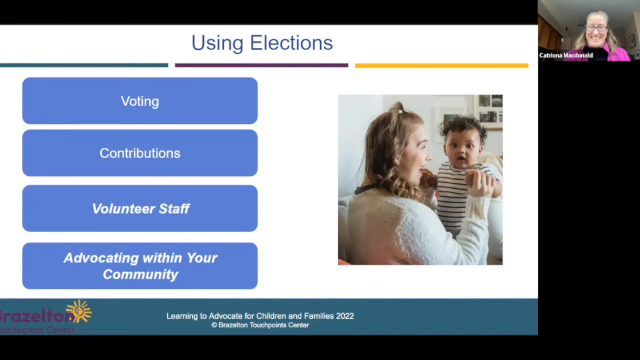 Using Elections
Catriona Macdonald
Voting
Contributions
Volunteer Staff
Advocating within Your
Community
Brazelton
Touchpoints Center
Learning to Advocate for Children and Families 2022
© Brazelton Touchpoints Center